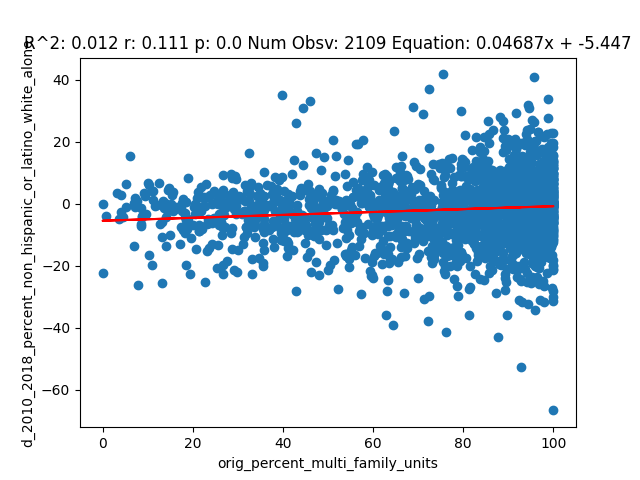 R^2: 0.012 r: 0.111 p: 0.0 Num Obsv: 2109 Equation: 0.04687x + -5.447
d_2010_2018_percent_non_hispanic_or_latino_white_alone
40
20
0
−20
−40
−60
0 20 40 60 80 100
orig_percent_multi_family_units